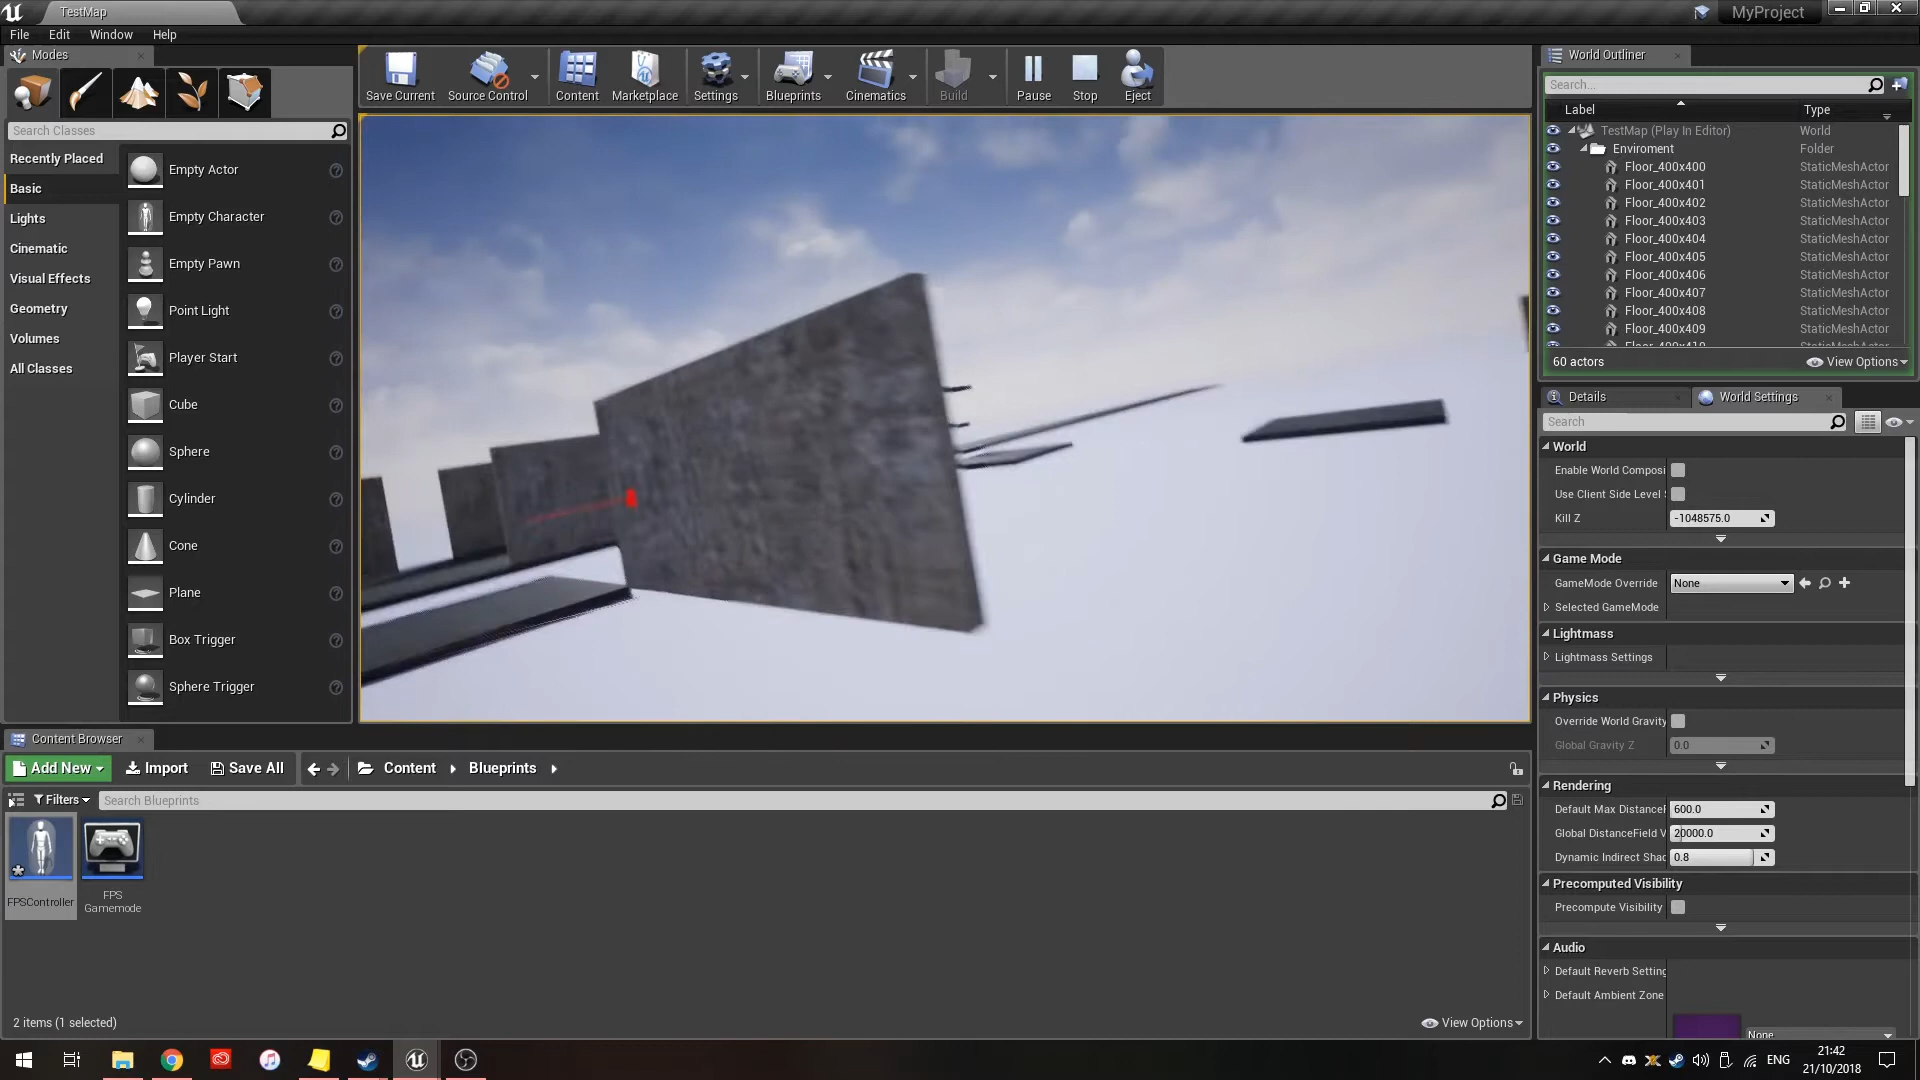 TestMap
MyProject
File Edit Window Help
Modes
Search Classes
Recently Placed
Basic
Lights
Cinematic
Visual Effects
Geometry
Volumes
All Classes
Empty Actor
Empty Character
Empty Pawn
Point Light
Player Start
Cube
Sphere
Cylinder
Cone
Plane
Box Trigger
Sphere Trigger
Save Current Source Control Content Marketplace Settings Blueprints Cinematics Build Pause Stop Eject
World Outliner
Search...
Label Type
TestMap (Play In Editor) World
Enviroment Folder
Floor_400x400 StaticMeshActor
Floor_400x401 StaticMeshActor
Floor_400x402 StaticMeshActor
Floor_400x403 StaticMeshActor
Floor_400x404 StaticMeshActor
Floor_400x405 StaticMeshActor
Floor_400x406 StaticMeshActor
Floor_400x407 StaticMeshActor
Floor_400x408 StaticMeshActor
Floor_400x409 StaticMeshActor
60 actors View Options
Details World Settings
Search
World
Enable World Composi
Use Client Side Level
Kill Z -1048575.0
Game Mode
GameMode Override None
Selected GameMode
Lightmass
Lightmass Settings
Physics
Override World Gravity
Global Gravity Z 0.0
Rendering
Default Max DistanceF 600.0
Global DistanceField V 20000.0
Dynamic Indirect Shac 0.8
Precomputed Visibility
Precompute Visibility
Audio
Default Reverb Setting
Default Ambient Zone
None
Content Browser
Add New Import Save All Content Blueprints
Filters Search Blueprints
FPSController
FPS
Gamemode
2 items (1 selected) View Options
ENG
21:42
21/10/2018